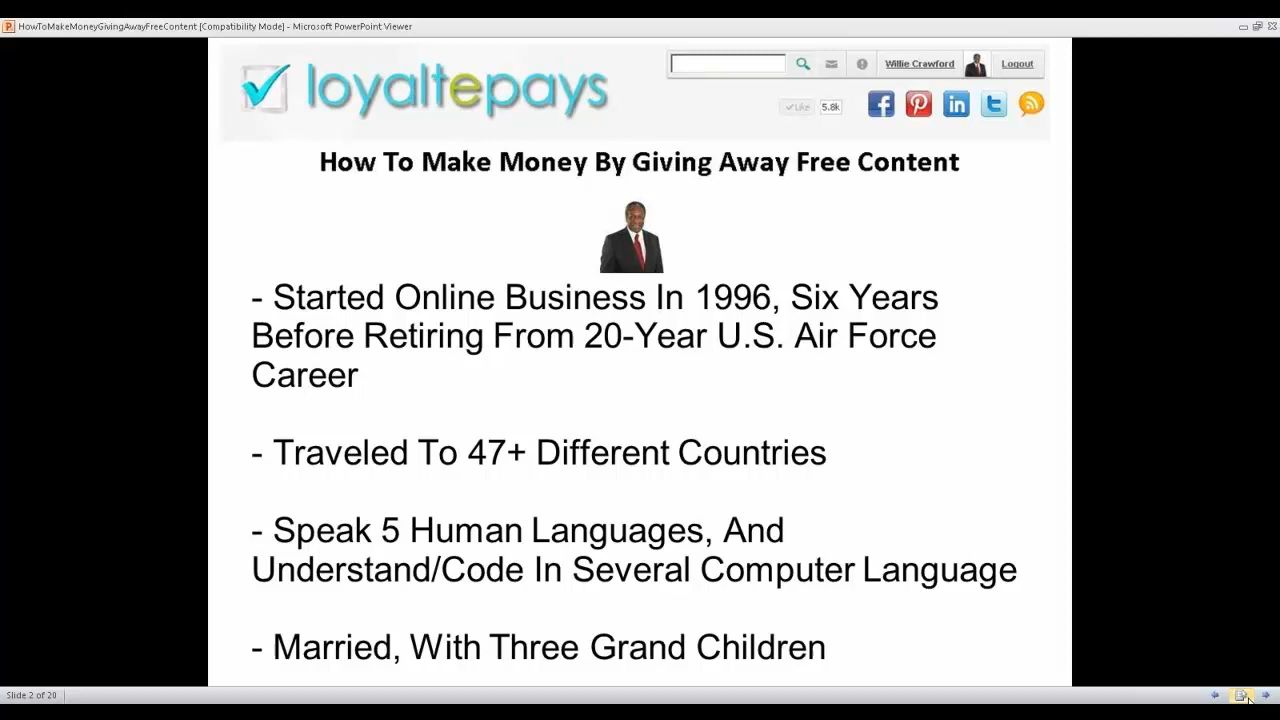 HowToMakeMoneyGivingAwayFreeContent [Compatibility Mode] - Microsoft PowerPoint Viewer
loyaltepays
Willie Crawford
Logout
Like
5.8k
How To Make Money By Giving Away Free Content
- Started Online Business In 1996, Six Years
Before Retiring From 20-Year U.S. Air Force
Career
- Traveled To 47+ Different Countries
- Speak 5 Human Languages, And
Understand/Code In Several Computer Language
- Married, With Three Grand Children
Slide 2 of 20